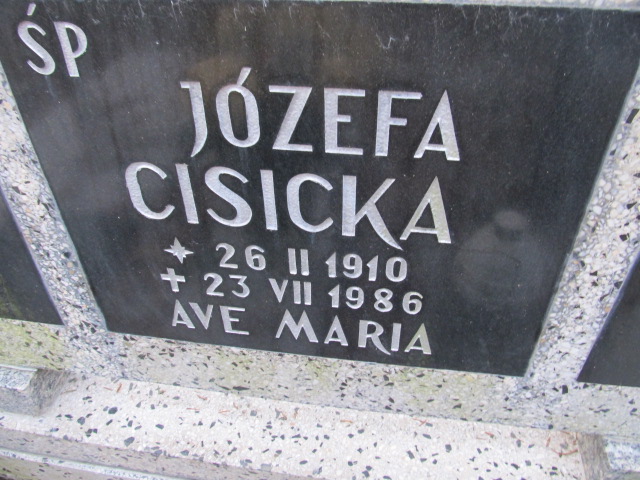 ŚP
JÓZEFA
CISICKA
* 26 II 1910
+ 23 VII 1986
AVE MARIA